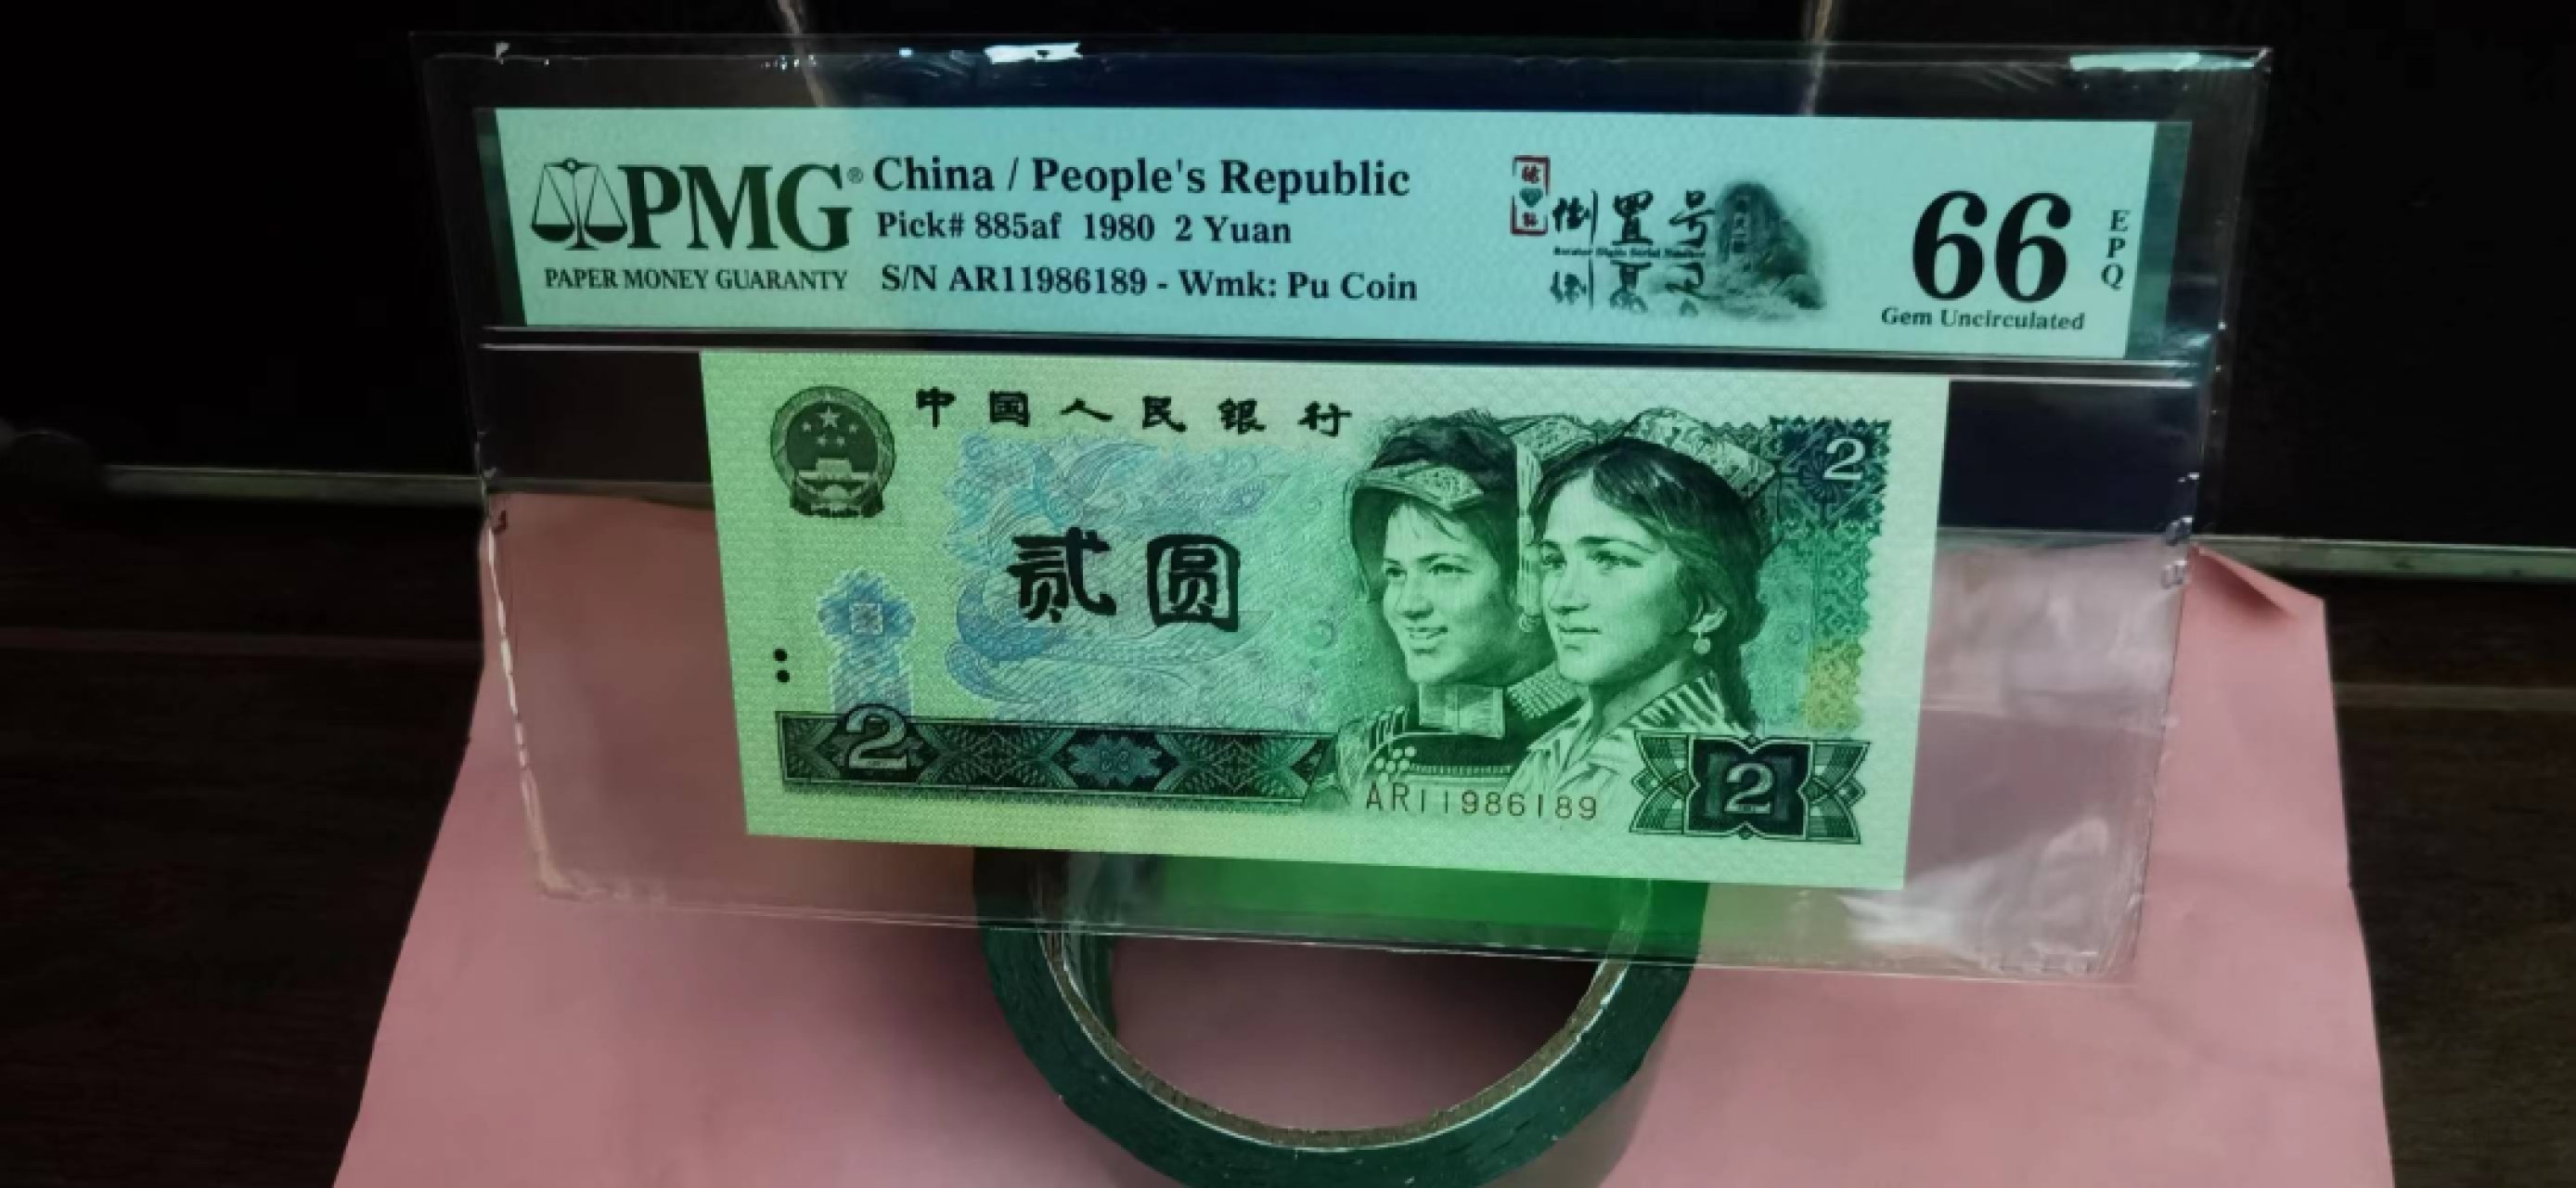 PMG®
PAPER MONEY GUARANTY
China / People's Republic
Pick# 885af 1980 2 Yuan
S/N AR11986189 - Wmk: Pu Coin
倒置号
66
EPQ
Gem Uncirculated
中国人民银行
2
贰圆
2
AR11986189
2